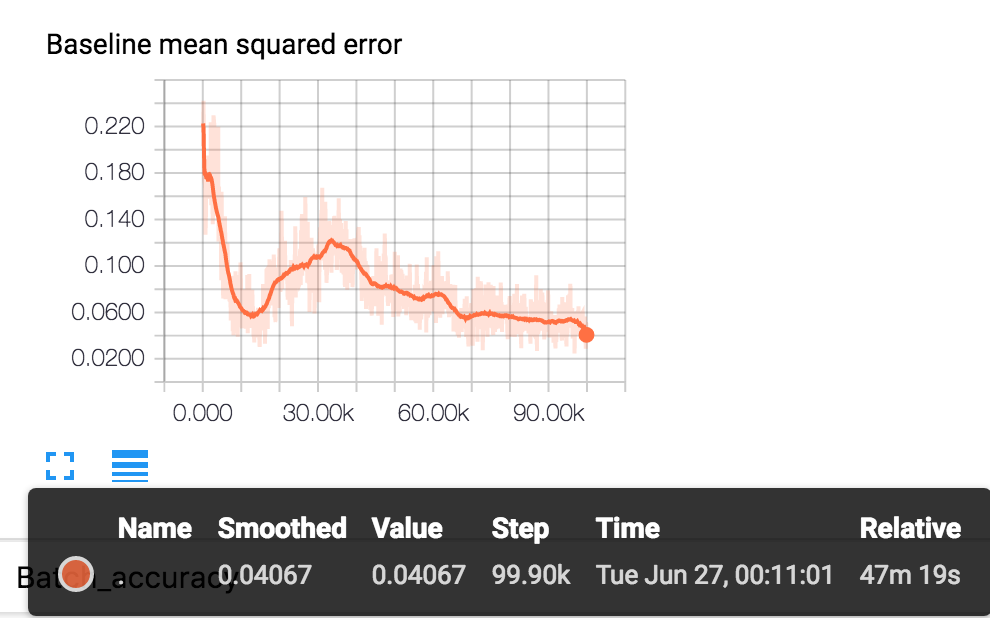 Baseline mean squared error
0.220
0.180
0.140
0.100
0.0600
0.0200
0.000 30.00k 60.00k 90.00k
Name Smoothed Value Step Time Relative
. 0.04067 0.04067 99.90k Tue Jun 27, 00:11:01 47m 19s
Batch_accuracy